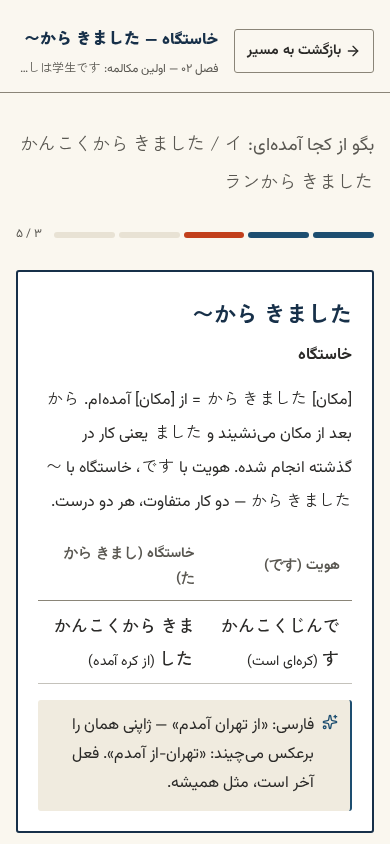 → بازگشت به مسیر
خاستگاه — 〜から きました
فصل ۰۲ — اولین مکالمه: しは学生です...
بگو از کجا آمده‌ای: かんこくから きました / イ
ランから きました
۳ / ۵
〜から きました
خاستگاه
[مکان] から きました = از [مکان] آمده‌ام. から
بعد از مکان می‌نشیند و ました یعنی کار در
گذشته انجام شده. هویت با です، خاستگاه با 〜
から きました — دو کار متفاوت، هر دو درست.
هویت (です)
خاستگاه (から きまし
た)
かんこくじんで
す (کره‌ای است)
かんこくから きま
した (از کره آمده)
فارسی: «از تهران آمدم» — ژاپنی همان را
برعکس می‌چیند: «تهران-از آمدم». فعل
آخر است، مثل همیشه.